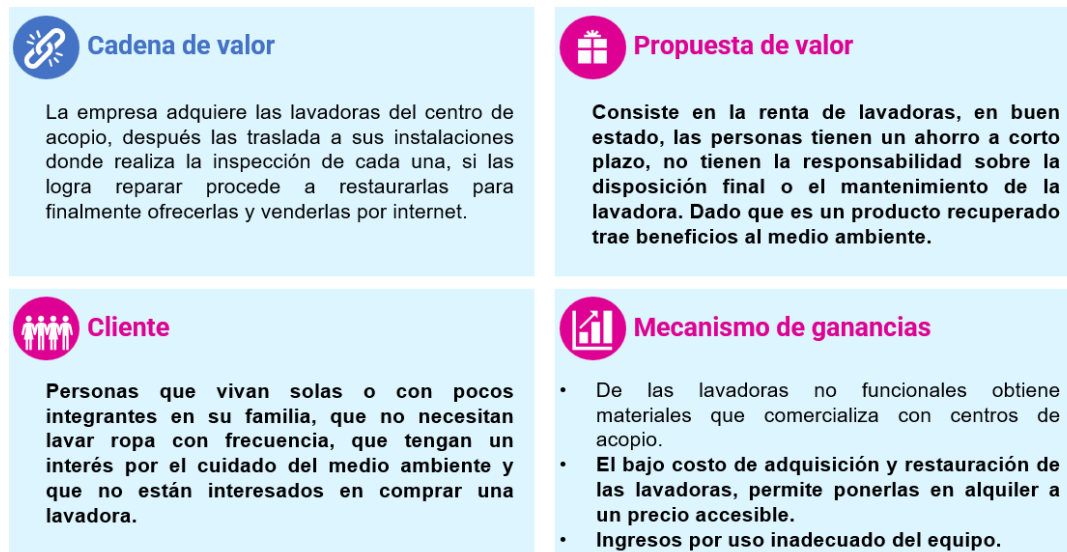 Cadena de valor
La empresa adquiere las lavadoras del centro de
acopio, después las traslada a sus instalaciones
donde realiza la inspección de cada una, si las
logra reparar procede a restaurarlas para
finalmente ofrecerlas y venderlas por internet.
Propuesta de valor
Consiste en la renta de lavadoras, en buen
estado, las personas tienen un ahorro a corto
plazo, no tienen la responsabilidad sobre la
disposición final o el mantenimiento de la
lavadora. Dado que es un producto recuperado
trae beneficios al medio ambiente.
Cliente
Personas que vivan solas o con pocos
integrantes en su familia, que no necesitan
lavar ropa con frecuencia, que tengan un
interés por el cuidado del medio ambiente y
que no están interesados en comprar una
lavadora.
Mecanismo de ganancias
• De las lavadoras no funcionales obtiene
materiales que comercializa con centros de
acopio.
• El bajo costo de adquisición y restauración de
las lavadoras, permite ponerlas en alquiler a
un precio accesible.
• Ingresos por uso inadecuado del equipo.